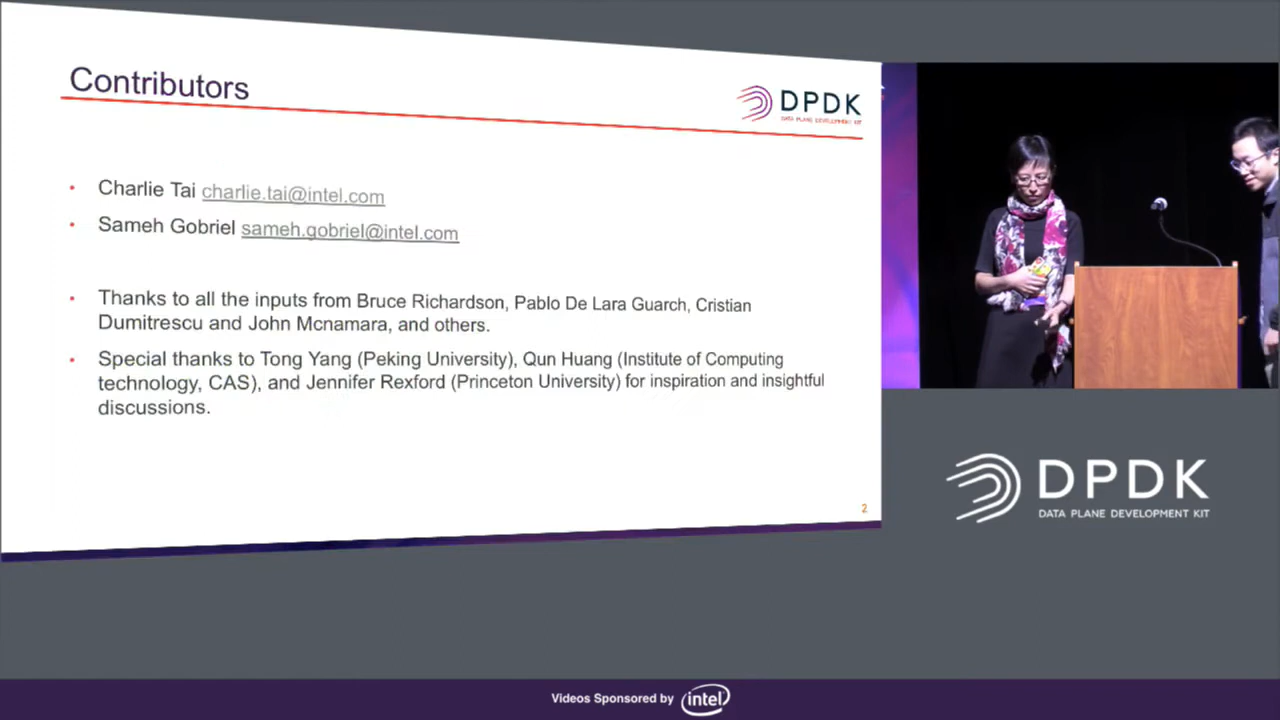 Contributors
DPDK
DATA PLANE DEVELOPMENT KIT
• Charlie Tai charlie.tai@intel.com
• Sameh Gobriel sameh.gobriel@intel.com
• Thanks to all the inputs from Bruce Richardson, Pablo De Lara Guarch, Cristian
Dumitrescu and John Mcnamara, and others.
• Special thanks to Tong Yang (Peking University), Qun Huang (Institute of Computing
technology, CAS), and Jennifer Rexford (Princeton University) for inspiration and insightful
discussions.
2
DPDK
DATA PLANE DEVELOPMENT KIT
Videos Sponsored by intel